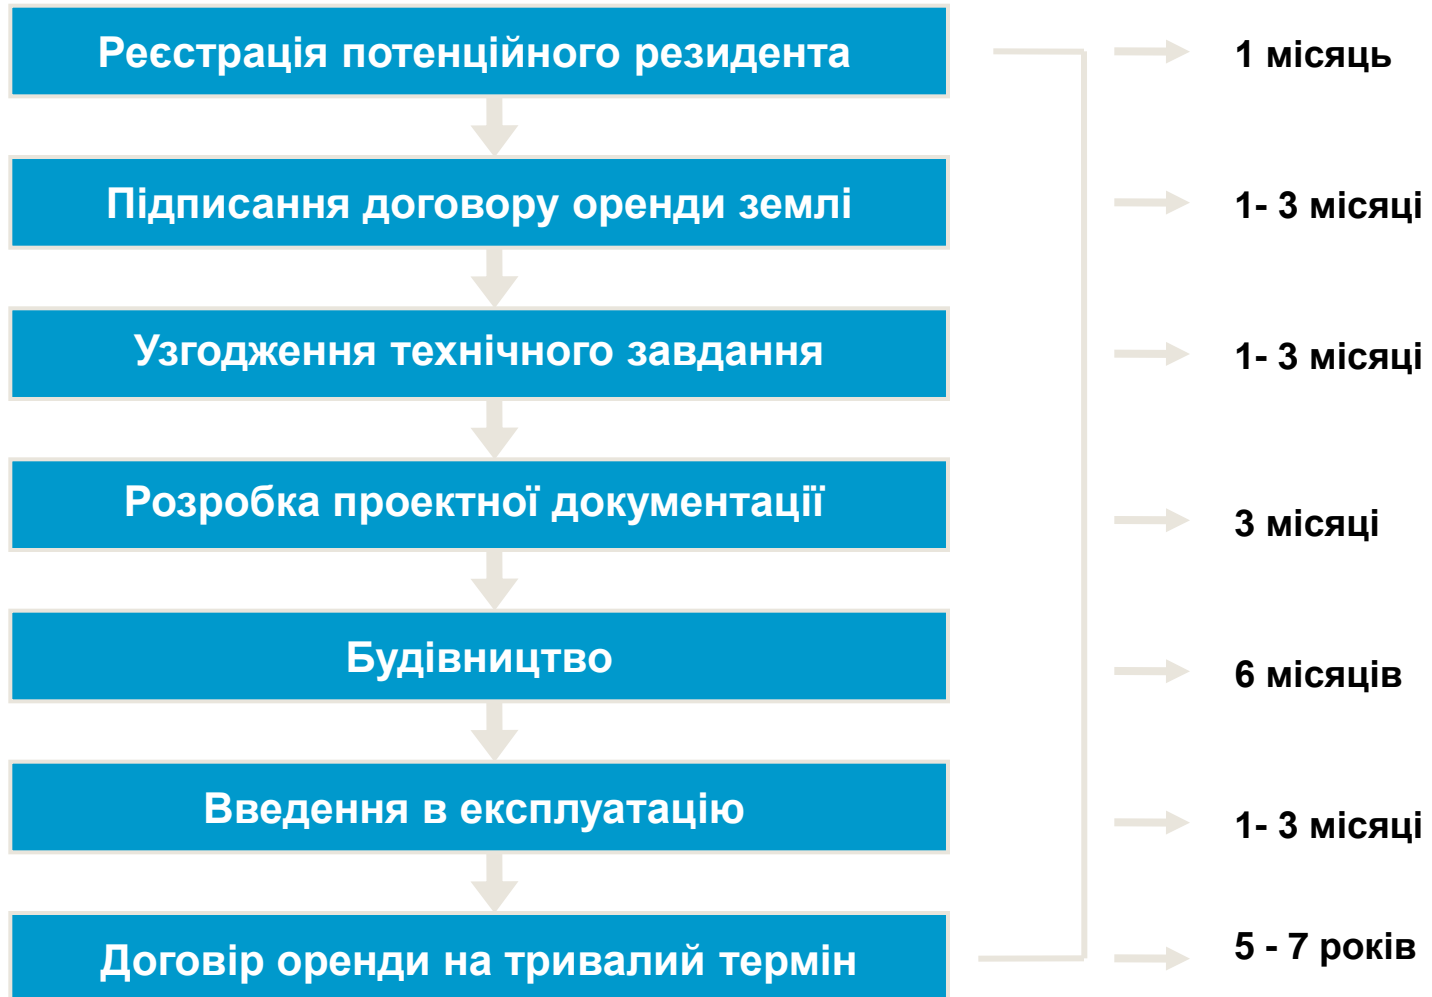 Реєстрація потенційного резидента
1 місяць
Підписання договору оренди землі
1- 3 місяці
Узгодження технічного завдання
1- 3 місяці
Розробка проектної документації
3 місяці
Будівництво
6 місяців
Введення в експлуатацію
1- 3 місяці
Договір оренди на тривалий термін
5 - 7 років